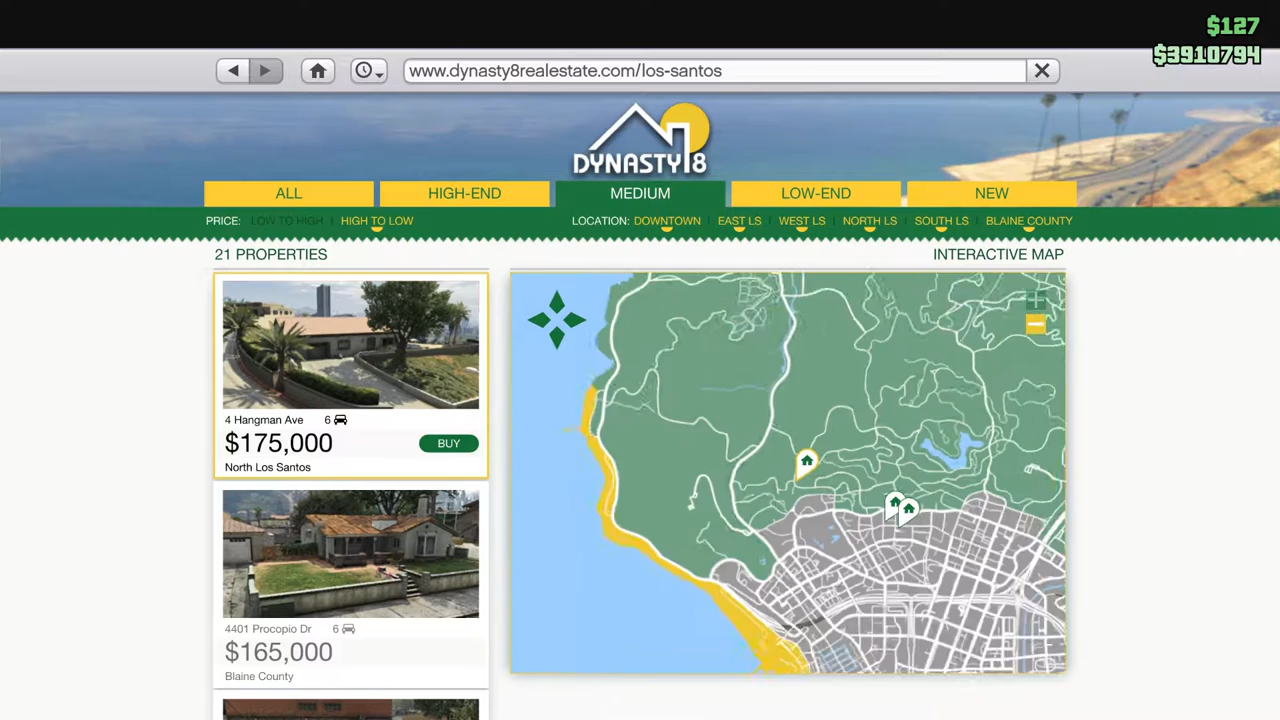 $127
$3910794
www.dynasty8realestate.com/los-santos
DYNASTY 8
ALL HIGH-END MEDIUM LOW-END NEW
PRICE: LOW TO HIGH HIGH TO LOW LOCATION: DOWNTOWN EAST LS WEST LS NORTH LS SOUTH LS BLAINE COUNTY
21 PROPERTIES INTERACTIVE MAP
4 Hangman Ave 6
$175,000 BUY
North Los Santos
4401 Procopio Dr 6
$165,000
Blaine County